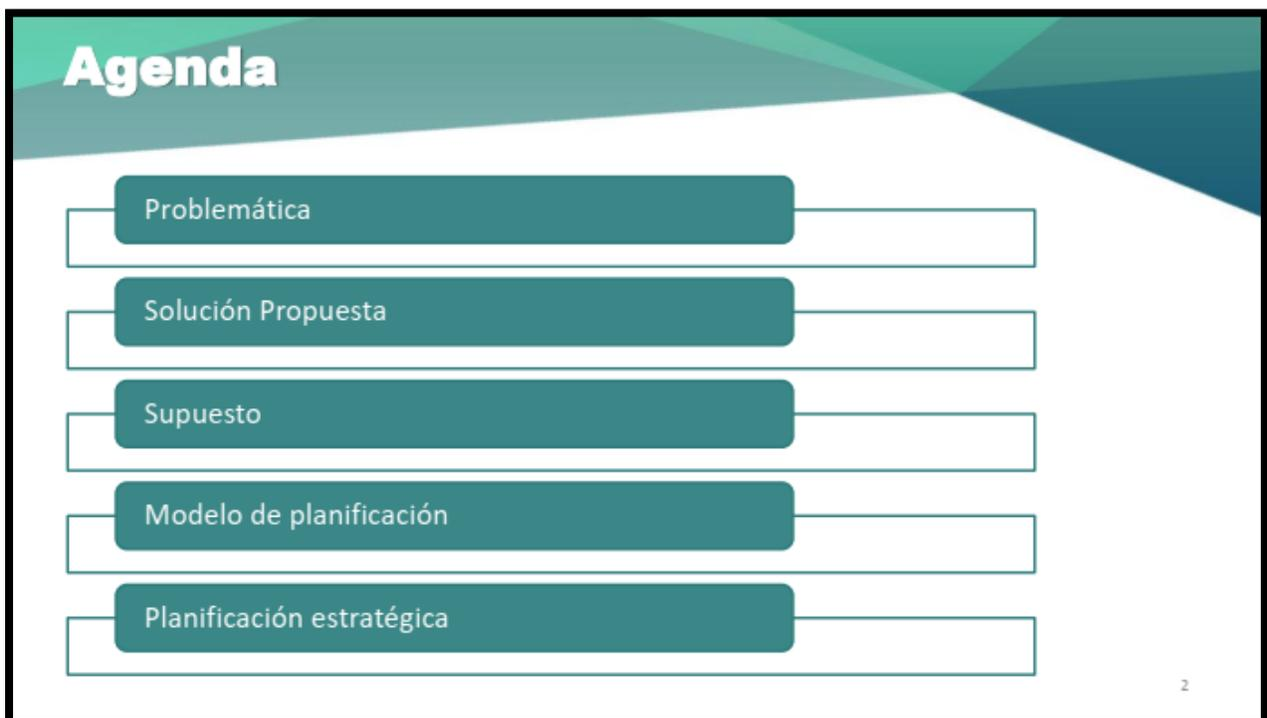 Agenda
Problemática
Solución Propuesta
Supuesto
Modelo de planificación
Planificación estratégica
2